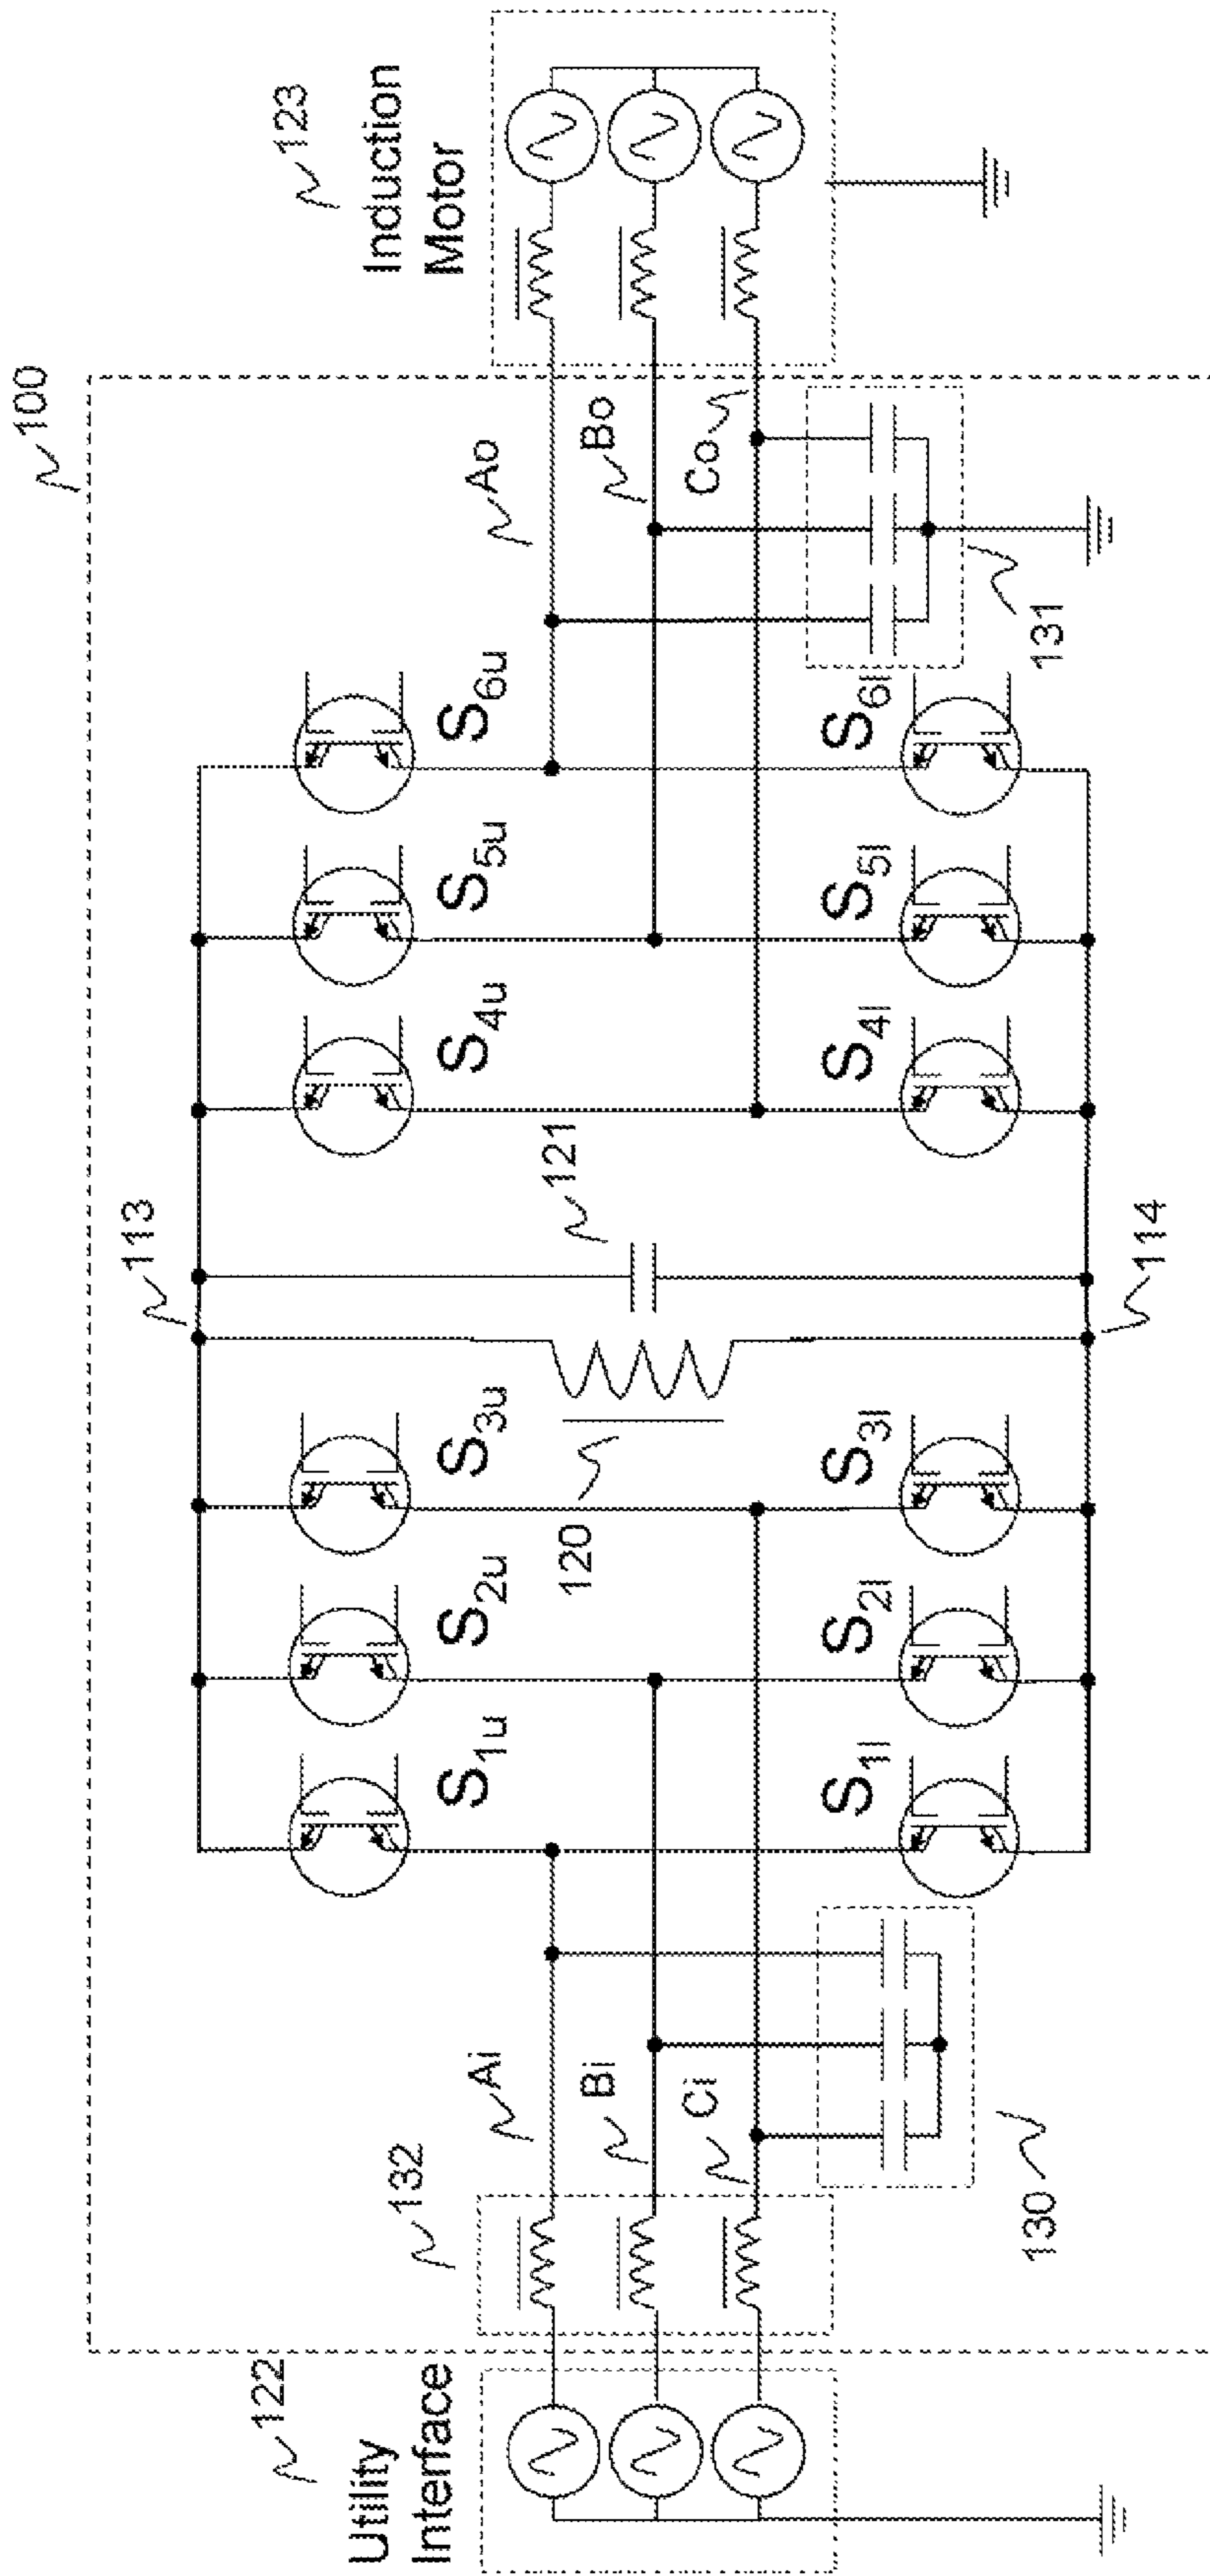 100
122
Utility
Interface
132
Ai
Bi
Ci
130
113
S1u
S2u
S3u
S4u
S5u
S6u
120
121
S1l
S2l
S3l
S4l
S5l
S6l
114
Ao
Bo
Co
131
123
Induction
Motor